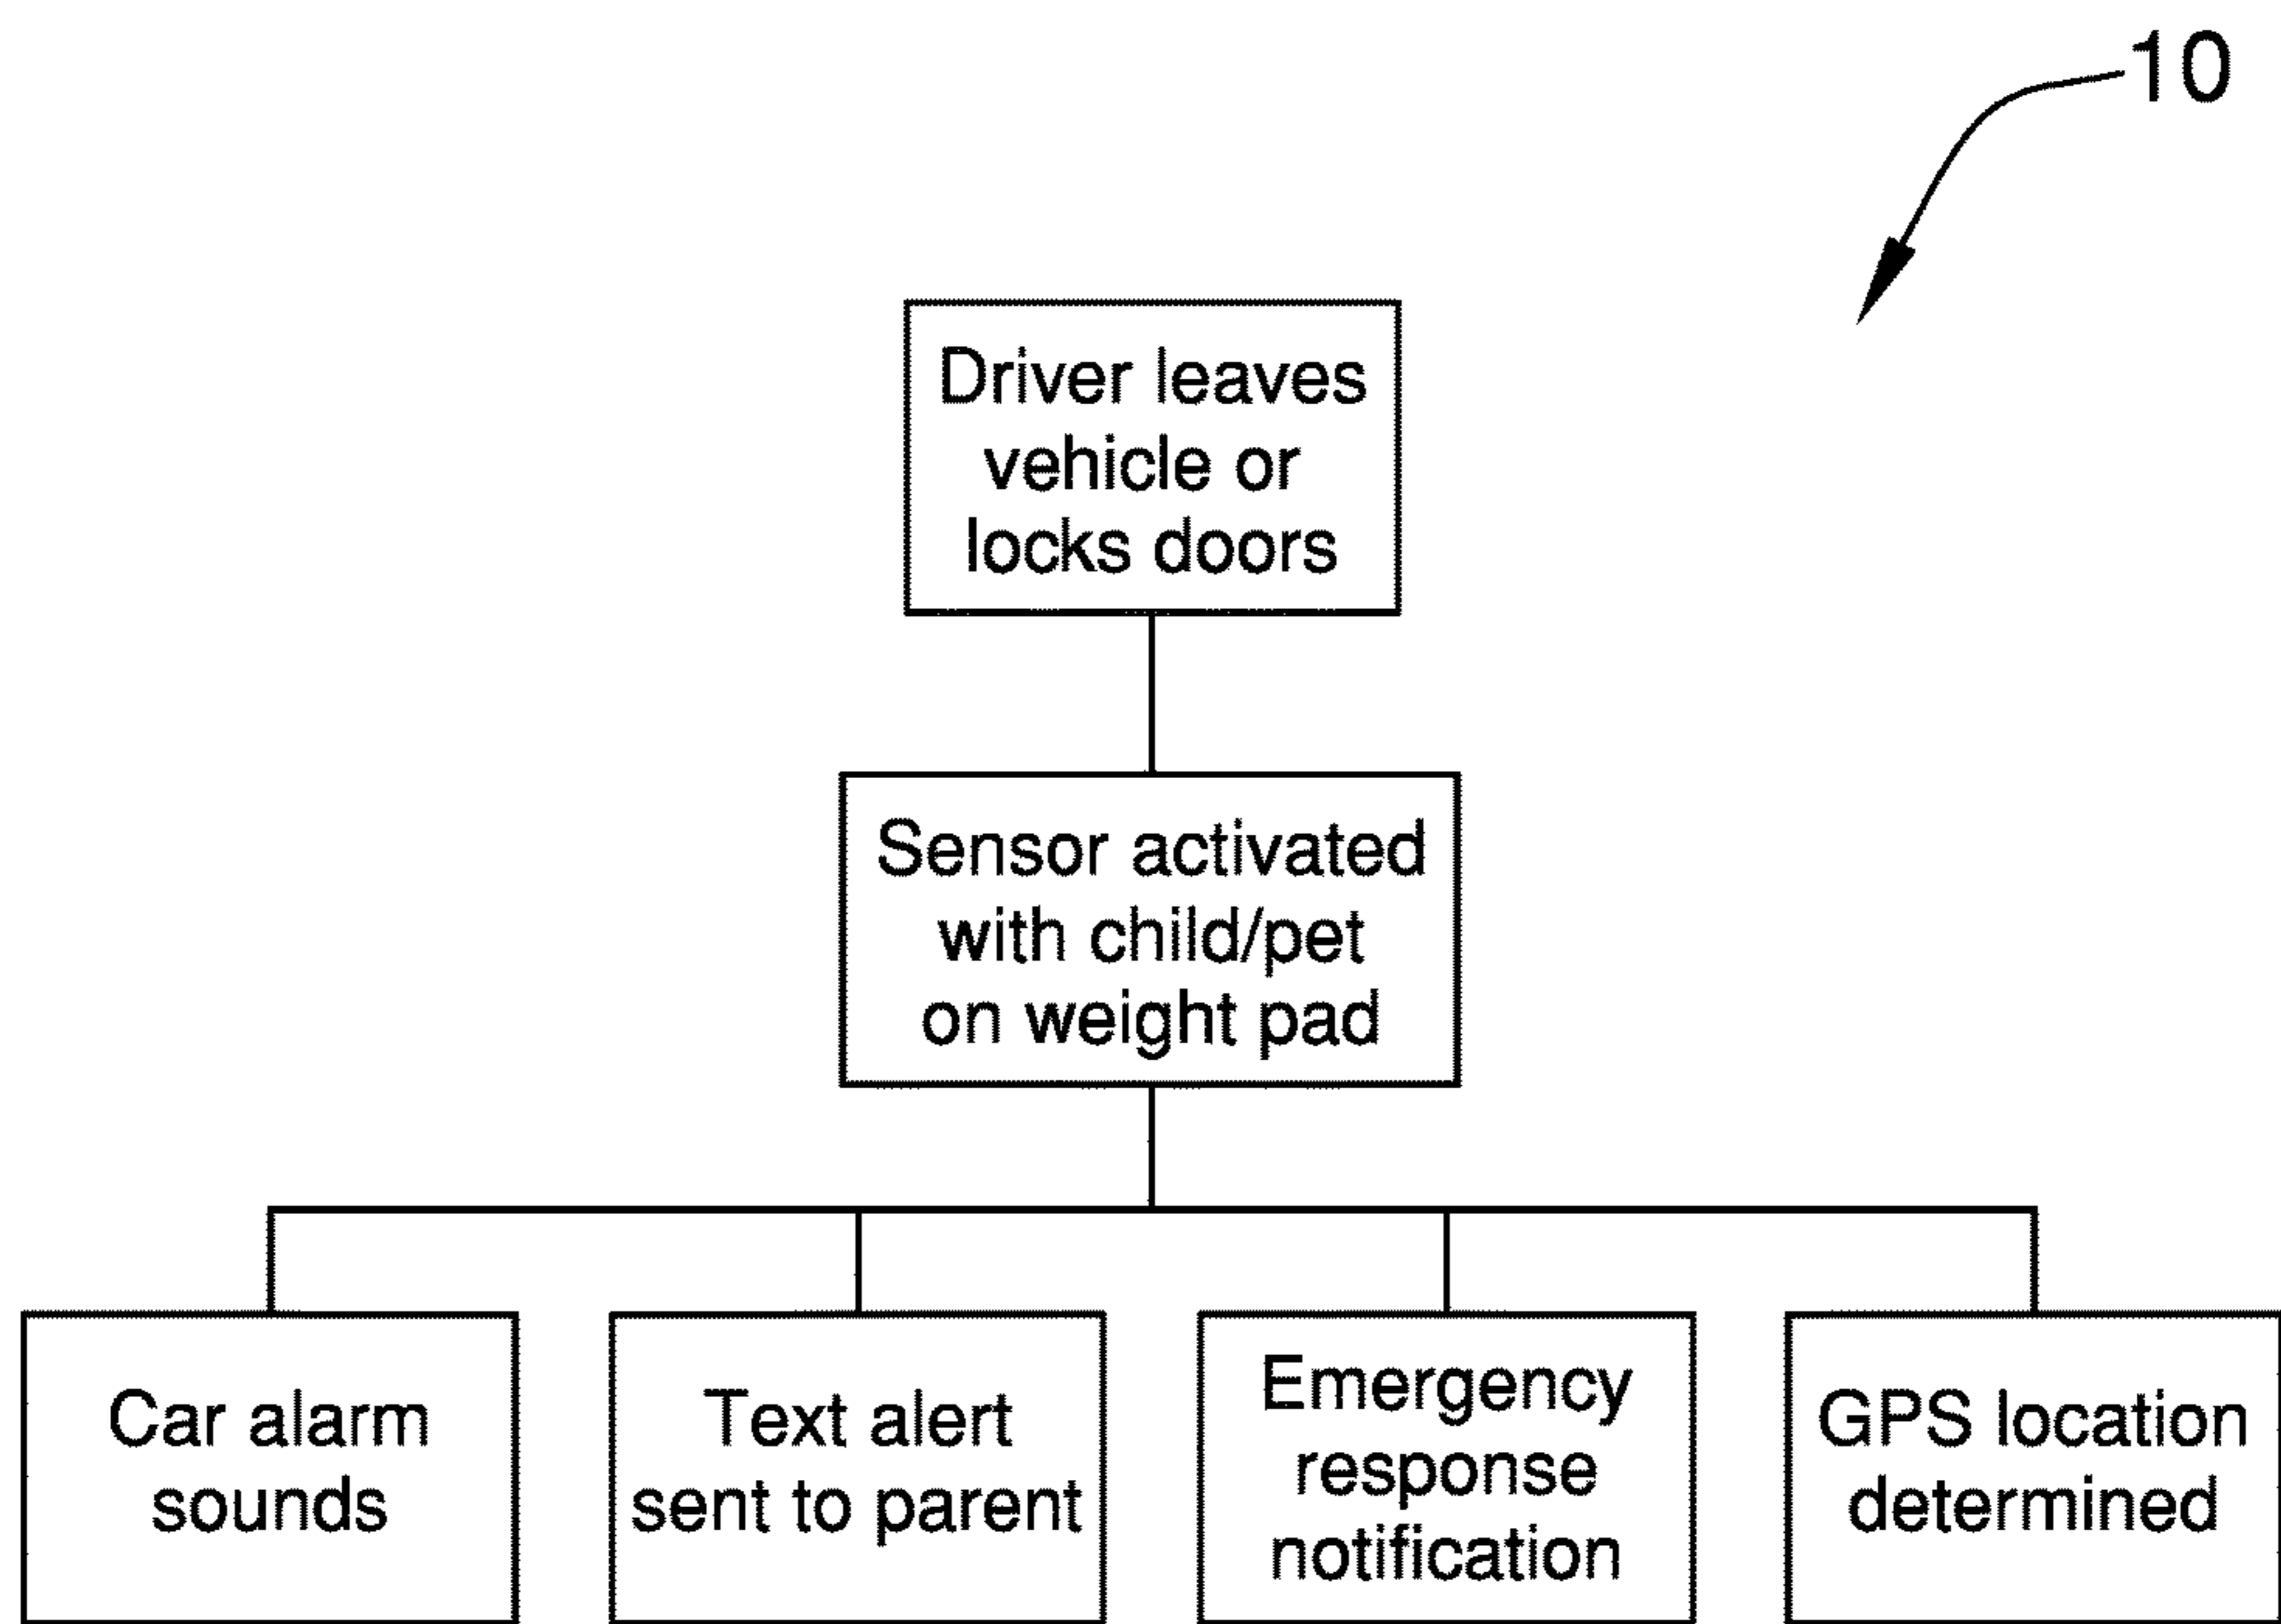 10
Driver leaves
vehicle or
locks doors
Sensor activated
with child/pet
on weight pad
Car alarm
sounds
Text alert
sent to parent
Emergency
response
notification
GPS location
determined